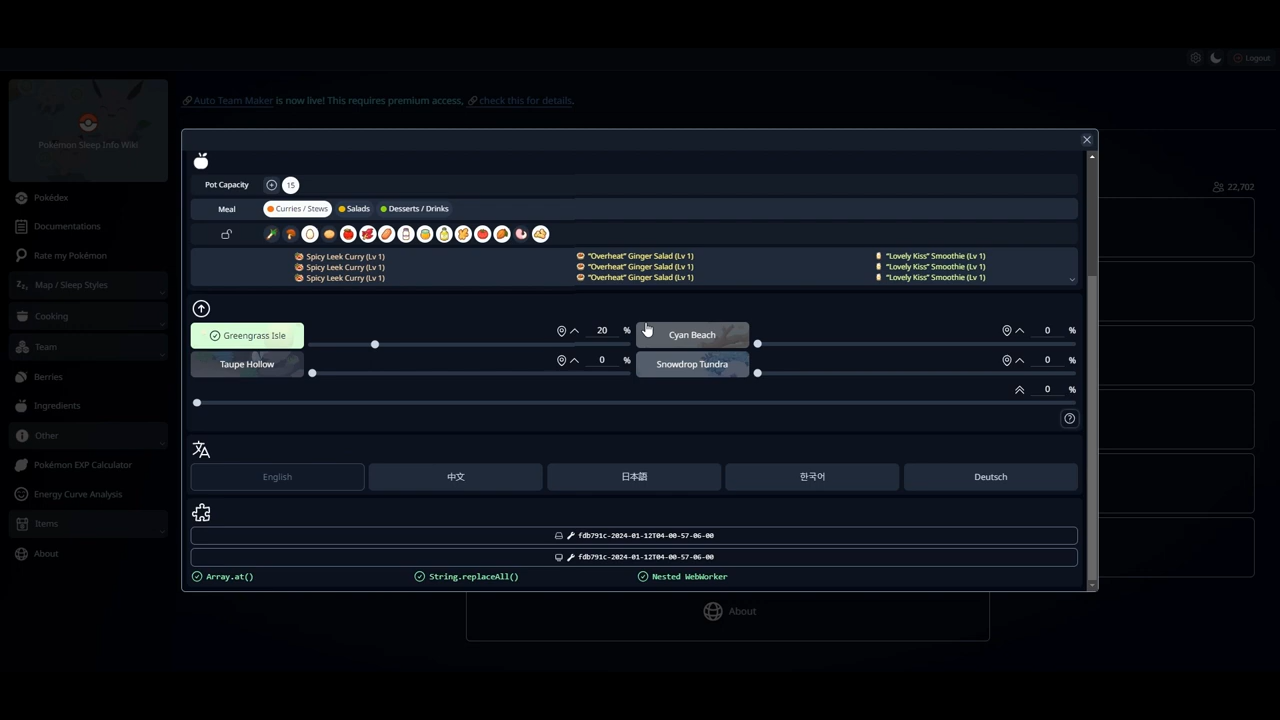 Logout
Auto Team Maker is now live! This requires premium access, check this for details.
Pokémon Sleep Info Wiki
Pokédex
Documentations
Rate my Pokémon
Map / Sleep Styles
Cooking
Team
Berries
Ingredients
Other
Pokémon EXP Calculator
Energy Curve Analysis
Items
About
22,702
Pot Capacity 15
Meal Curries / Stews Salads Desserts / Drinks
Spicy Leek Curry (Lv 1) "Overheat" Ginger Salad (Lv 1) "Lovely Kiss" Smoothie (Lv 1)
Spicy Leek Curry (Lv 1) "Overheat" Ginger Salad (Lv 1) "Lovely Kiss" Smoothie (Lv 1)
Spicy Leek Curry (Lv 1) "Overheat" Ginger Salad (Lv 1) "Lovely Kiss" Smoothie (Lv 1)
Greengrass Isle 20 % Cyan Beach 0 %
Taupe Hollow 0 % Snowdrop Tundra 0 %
0 %
English 中文 日本語 한국어 Deutsch
fdb791c-2024-01-12T04-00-57-06-00
fdb791c-2024-01-12T04-00-57-06-00
Array.at() String.replaceAll() Nested WebWorker
About